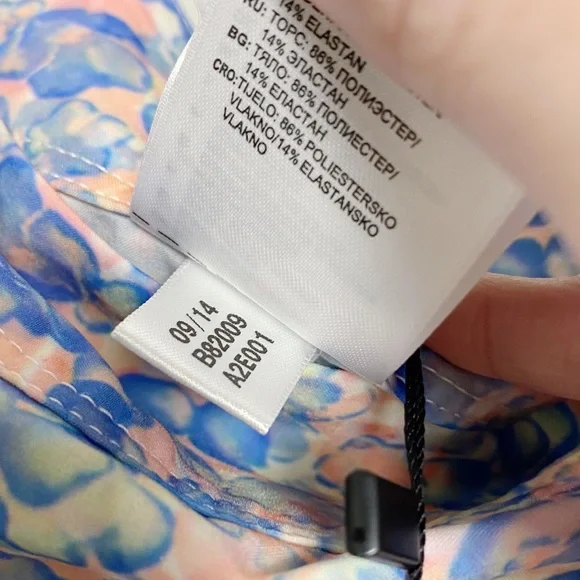 14% ELASTAN
RU: ТОРС: 86% ПОЛИЭСТЕР/
14% ЭЛАСТАН
BG: ТЯЛО: 86% ПОЛИЕСТЕР/
14% ЕЛАСТАН
CRO: TIJELO: 86% POLIESTERSKO
VLAKNO/14% ELASTANSKO
VLAKNO
09/14
B82009
A2E001